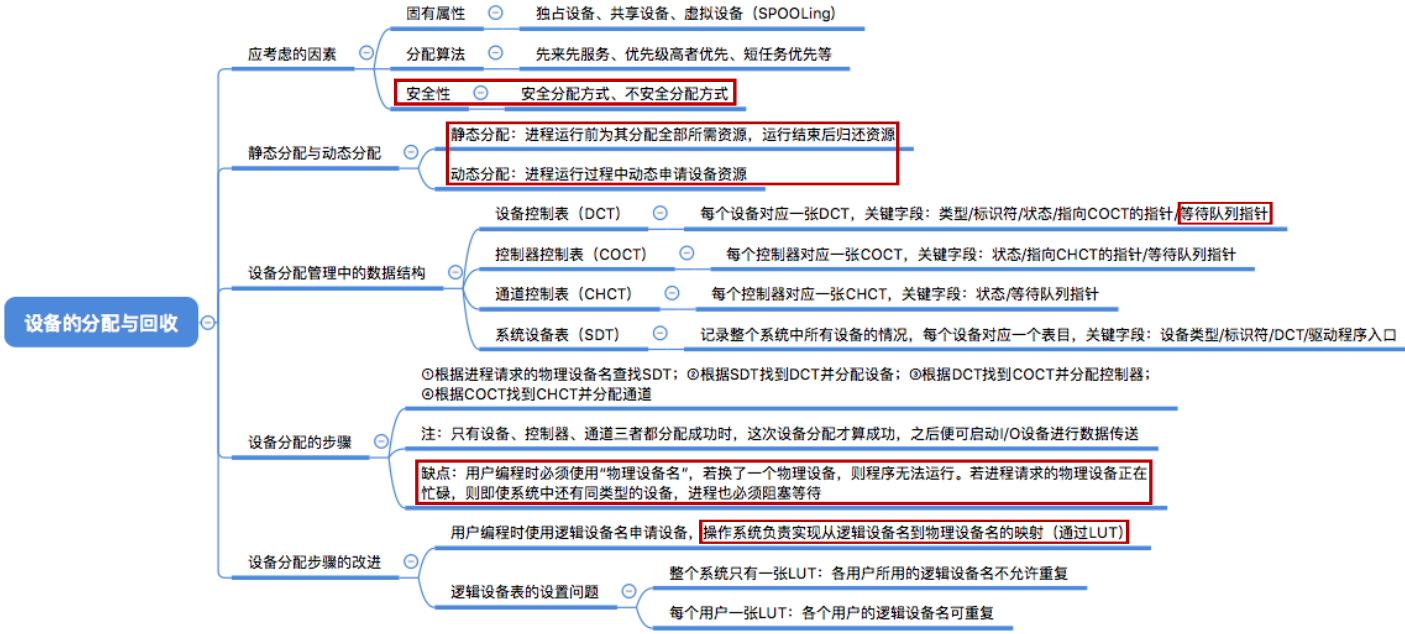 固有属性
独占设备、共享设备、虚拟设备（SPOOLing）
应考虑的因素
分配算法
先来先服务、优先级高者优先、短任务优先等
安全性
安全分配方式、不安全分配方式
静态分配与动态分配
静态分配：进程运行前为其分配全部所需资源，运行结束后归还资源
动态分配：进程运行过程中动态申请设备资源
设备的分配与回收
设备分配管理中的数据结构
设备控制表（DCT）
每个设备对应一张DCT，关键字段：类型/标识符/状态/指向COCT的指针/等待队列指针
控制器控制表（COCT）
每个控制器对应一张COCT，关键字段：状态/指向CHCT的指针/等待队列指针
通道控制表（CHCT）
每个控制器对应一张CHCT，关键字段：状态/等待队列指针
系统设备表（SDT）
记录整个系统中所有设备的情况，每个设备对应一个表目，关键字段：设备类型/标识符/DCT/驱动程序入口
设备分配的步骤
①根据进程请求的物理设备名查找SDT；②根据SDT找到DCT并分配设备；③根据DCT找到COCT并分配控制器；
④根据COCT找到CHCT并分配通道
注：只有设备、控制器、通道三者都分配成功时，这次设备分配才算成功，之后便可启动I/O设备进行数据传送
缺点：用户编程时必须使用“物理设备名”，若换了一个物理设备，则程序无法运行。若进程请求的物理设备正在
忙碌，则即使系统中还有同类型的设备，进程也必须阻塞等待
设备分配步骤的改进
用户编程时使用逻辑设备名申请设备，操作系统负责实现从逻辑设备名到物理设备名的映射（通过LUT）
逻辑设备表的设置问题
整个系统只有一张LUT：各用户所用的逻辑设备名不允许重复
每个用户一张LUT：各个用户的逻辑设备名可重复